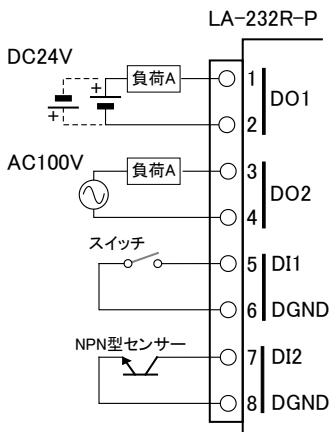 LA-232R-P
DC24V
負荷A
1
DO1
+
+
2
AC100V
負荷A
3
DO2
4
スイッチ
5
DI1
6
DGND
NPN型センサー
7
DI2
8
DGND